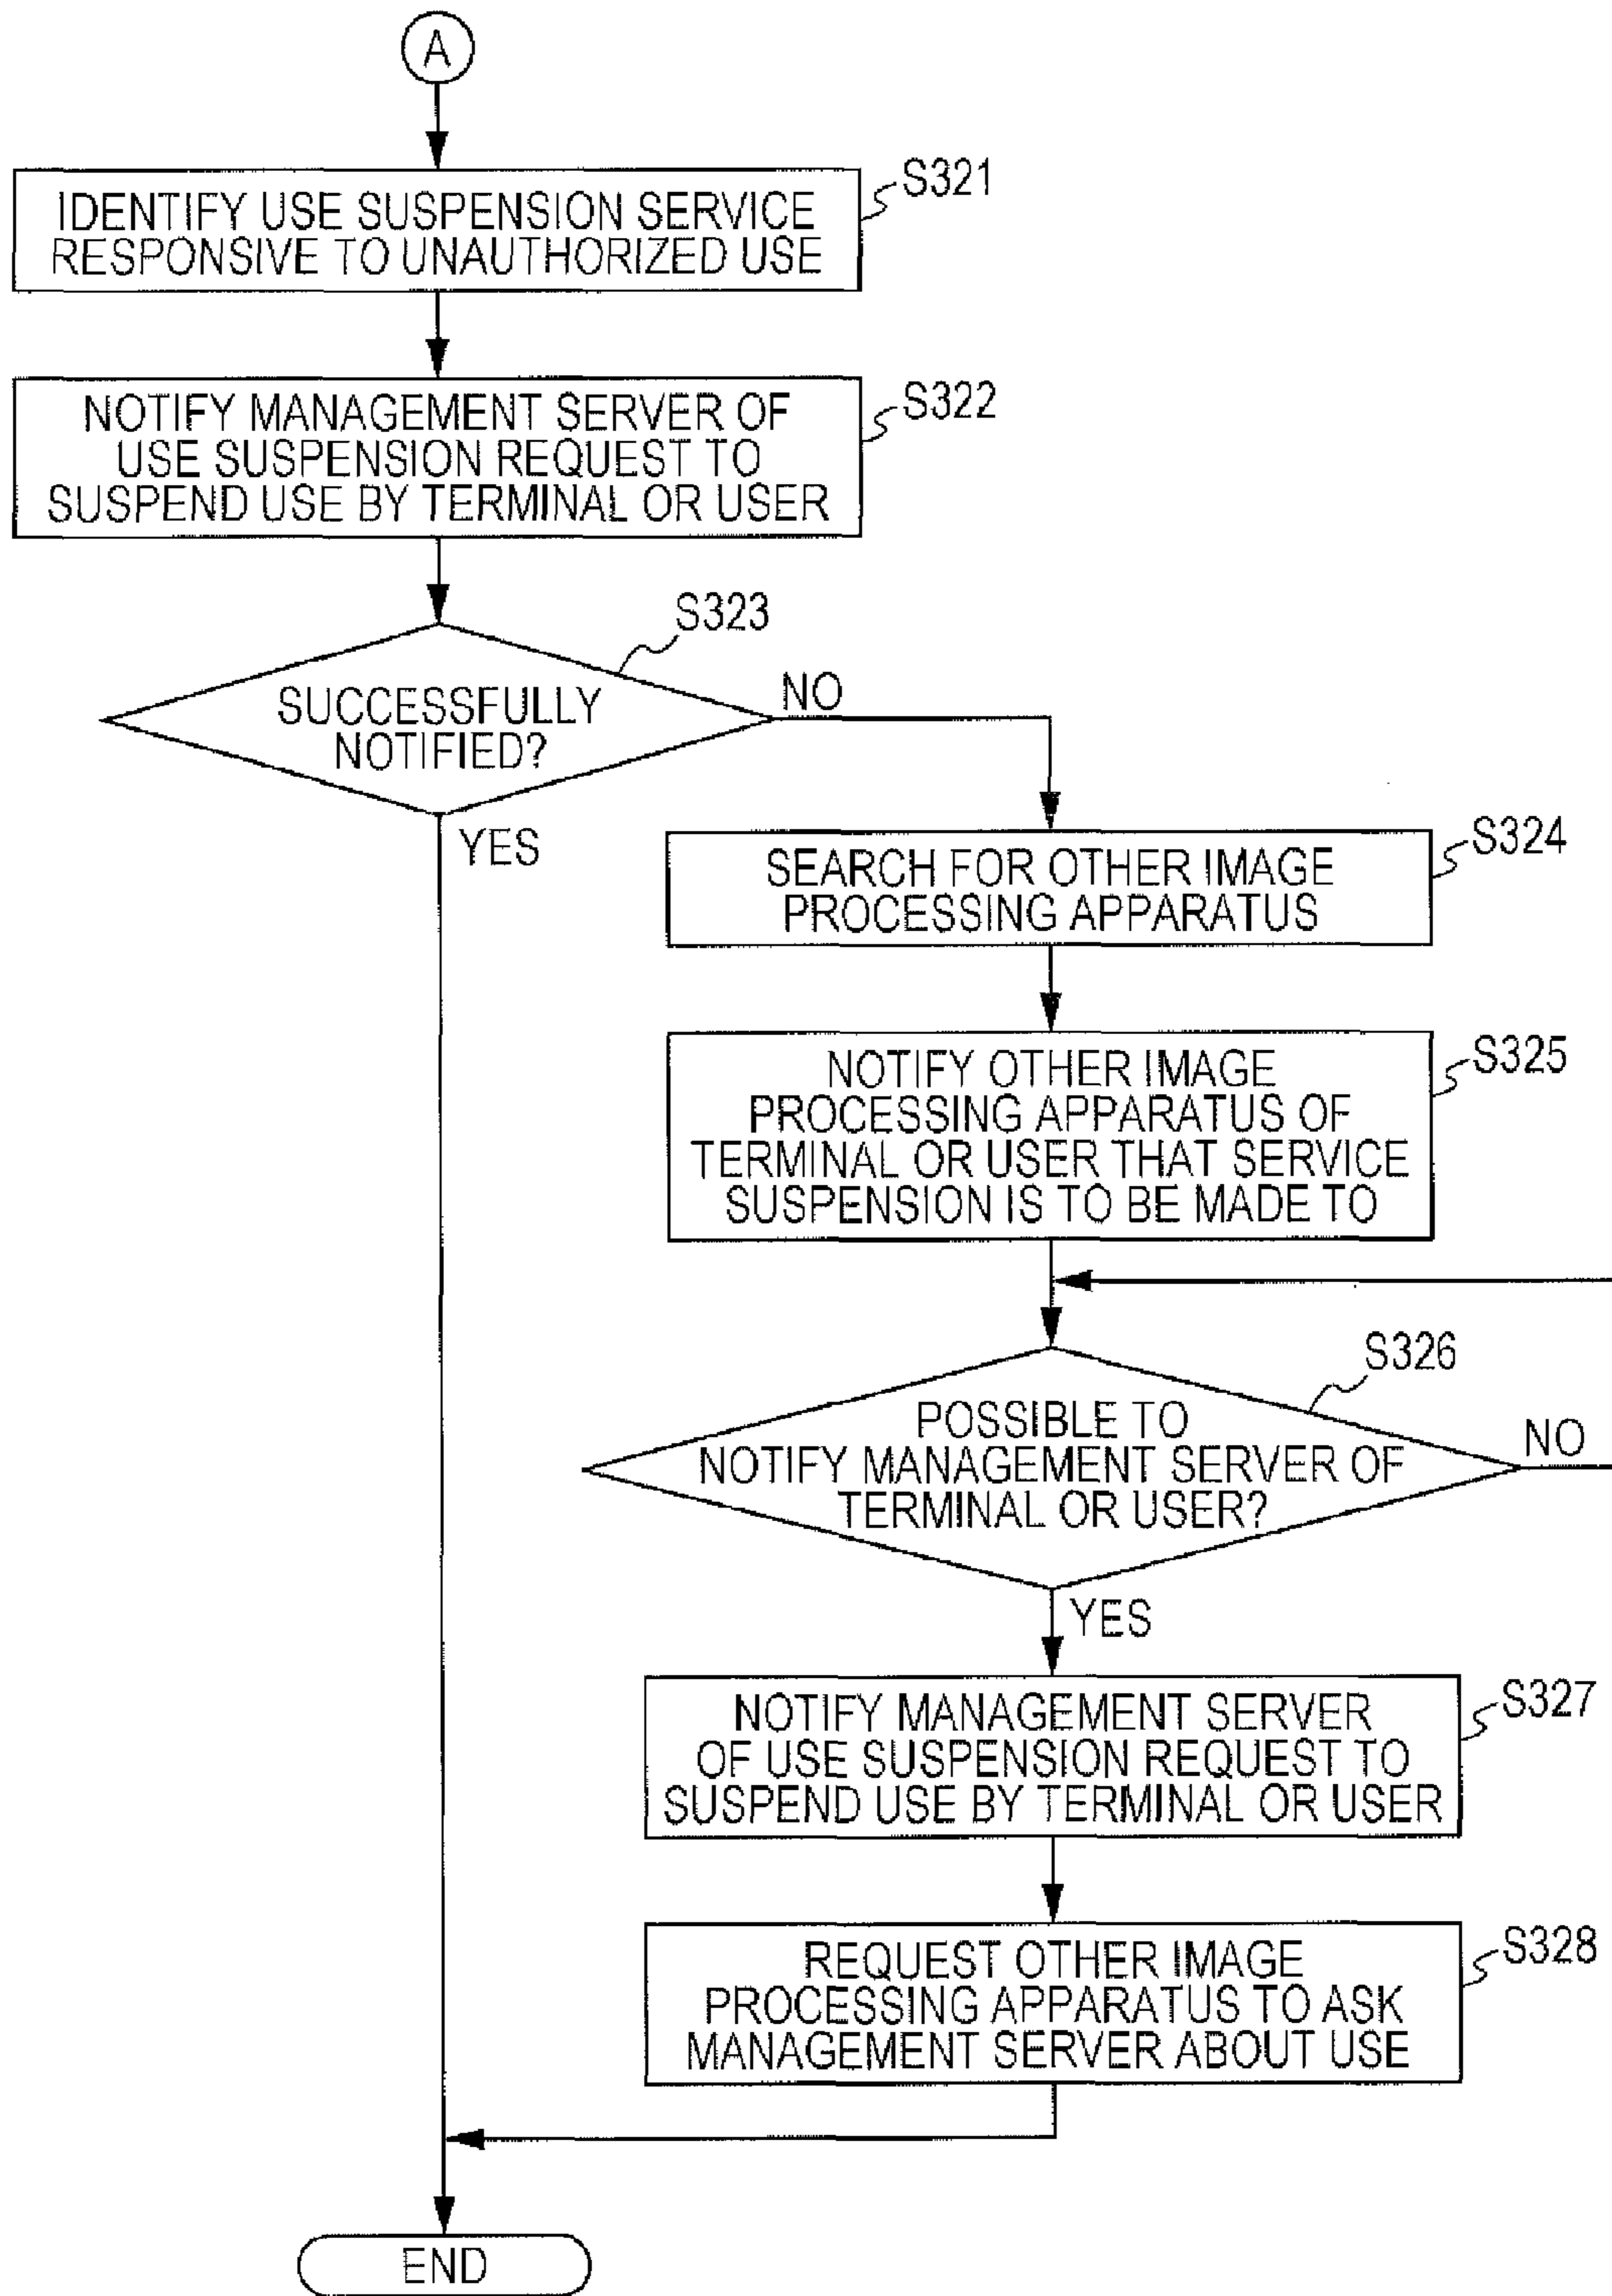 A
IDENTIFY USE SUSPENSION SERVICE
RESPONSIVE TO UNAUTHORIZED USE
S321
NOTIFY MANAGEMENT SERVER OF
USE SUSPENSION REQUEST TO
SUSPEND USE BY TERMINAL OR USER
S322
S323
SUCCESSFULLY
NOTIFIED?
NO
YES
SEARCH FOR OTHER IMAGE
PROCESSING APPARATUS
S324
NOTIFY OTHER IMAGE
PROCESSING APPARATUS OF
TERMINAL OR USER THAT SERVICE
SUSPENSION IS TO BE MADE TO
S325
S326
POSSIBLE TO
NOTIFY MANAGEMENT SERVER OF
TERMINAL OR USER?
NO
YES
NOTIFY MANAGEMENT SERVER
OF USE SUSPENSION REQUEST TO
SUSPEND USE BY TERMINAL OR USER
S327
REQUEST OTHER IMAGE
PROCESSING APPARATUS TO ASK
MANAGEMENT SERVER ABOUT USE
S328
END